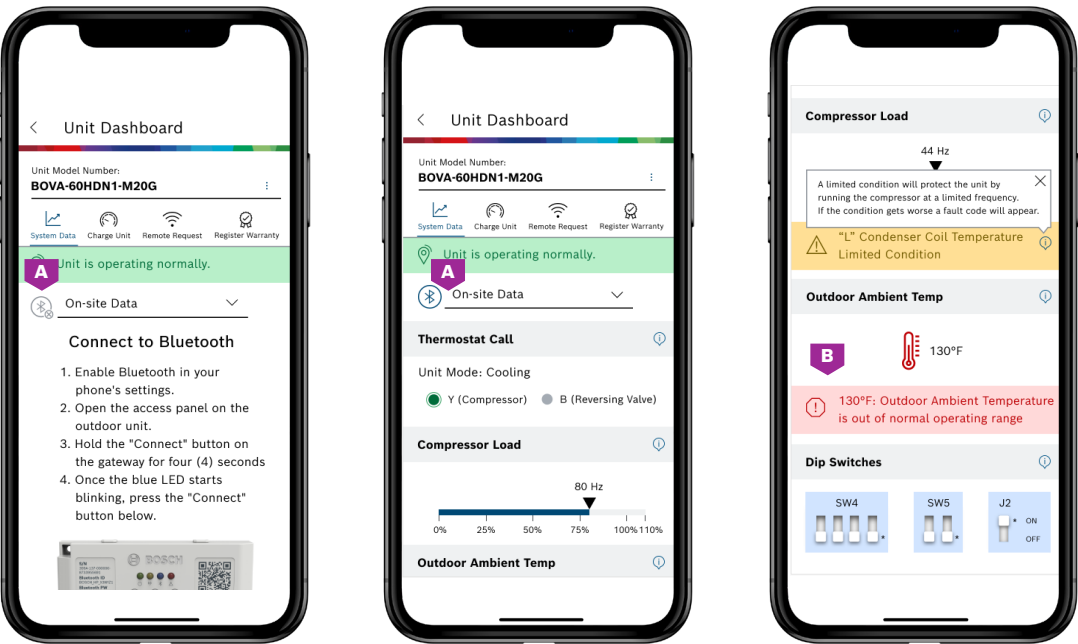 Unit Dashboard
Unit Model Number:
BOVA-60HDN1-M20G
System Data
Charge Unit
Remote Request
Register Warranty
Unit is operating normally.
A
On-site Data
Connect to Bluetooth
1. Enable Bluetooth in your
phone's settings.
2. Open the access panel on the
outdoor unit.
3. Hold the "Connect" button on
the gateway for four (4) seconds
4. Once the blue LED starts
blinking, press the "Connect"
button below.
BOSCH
S/N
Bluetooth ID
Bluetooth PW
Unit Dashboard
Unit Model Number:
BOVA-60HDN1-M20G
System Data
Charge Unit
Remote Request
Register Warranty
Unit is operating normally.
A
On-site Data
Thermostat Call
Unit Mode: Cooling
Y (Compressor)
B (Reversing Valve)
Compressor Load
80 Hz
0% 25% 50% 75% 100% 110%
Outdoor Ambient Temp
Compressor Load
44 Hz
A limited condition will protect the unit by
running the compressor at a limited frequency.
If the condition gets worse a fault code will appear.
“L” Condenser Coil Temperature
Limited Condition
Outdoor Ambient Temp
B
130°F
130°F: Outdoor Ambient Temperature
is out of normal operating range
Dip Switches
SW4
SW5
J2
* ON
OFF
*
*